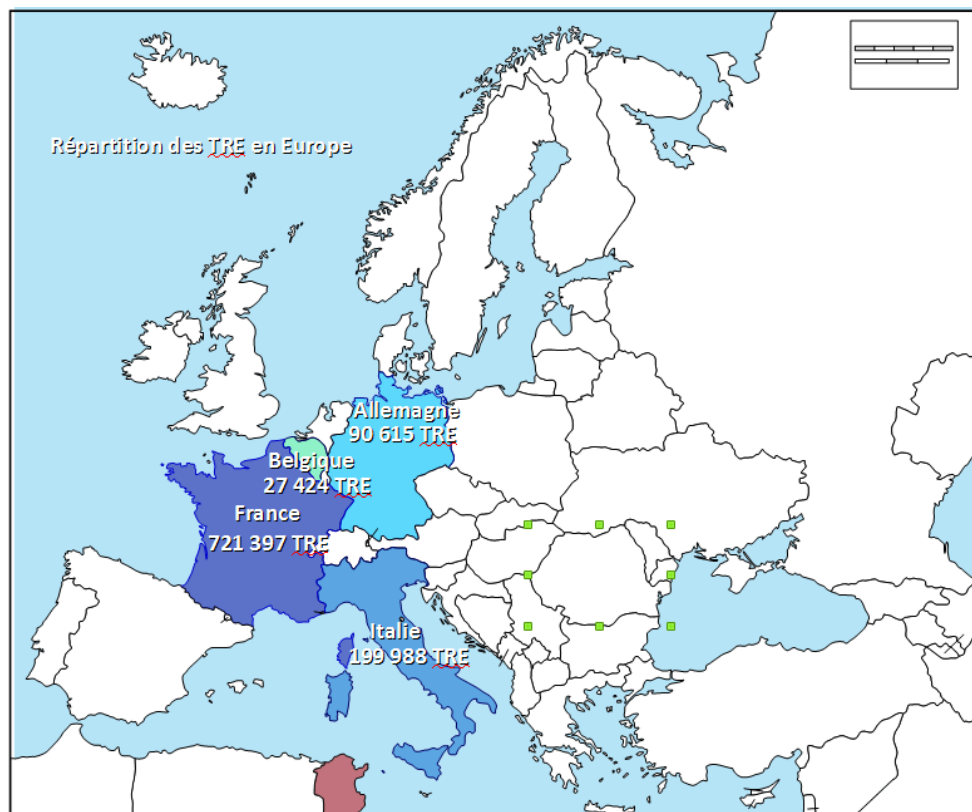 Répartition des TRE en Europe
Allemagne
90 615 TRE
Belgique
27 424 TRE
France
721 397 TRE
Italie
199 988 TRE